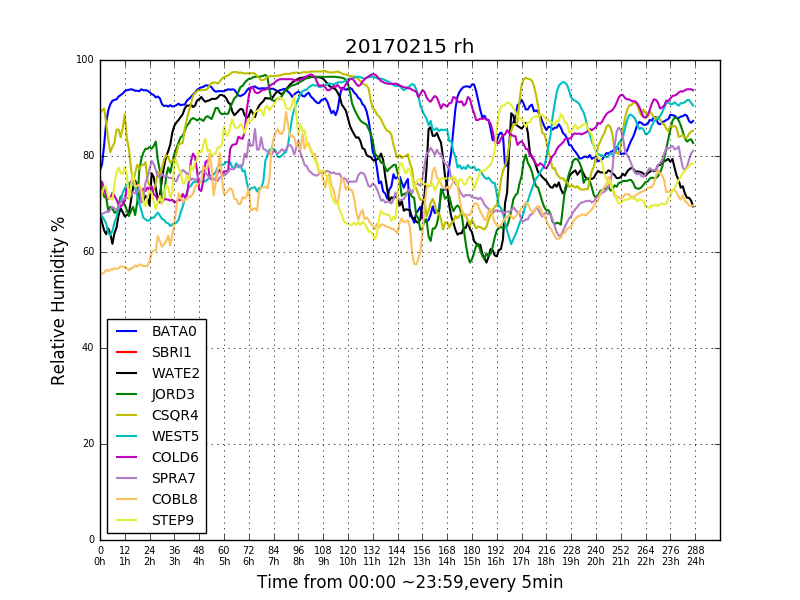 20170215 rh
100
80
60
40
20
0
Relative Humidity %
BATA0
SBRI1
WATE2
JORD3
CSQR4
WEST5
COLD6
SPRA7
COBL8
STEP9
0 12 24 36 48 60 72 84 96 108 120 132 144 156 168 180 192 204 216 228 240 252 264 276 288
0h 1h 2h 3h 4h 5h 6h 7h 8h 9h 10h 11h 12h 13h 14h 15h 16h 17h 18h 19h 20h 21h 22h 23h 24h
Time from 00:00 ~23:59,every 5min